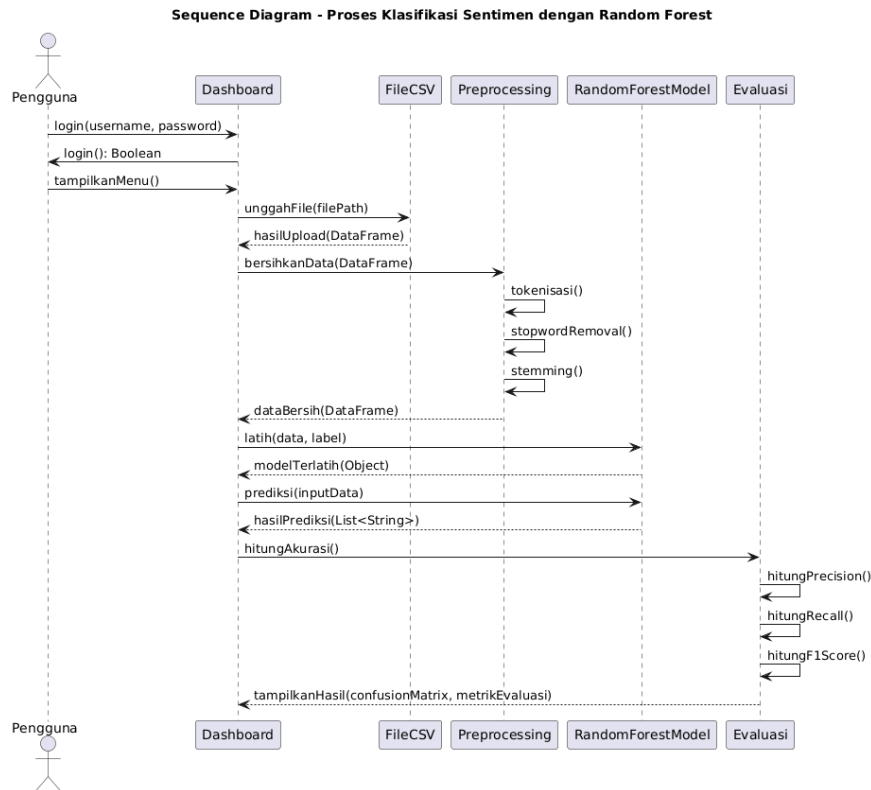 Sequence Diagram - Proses Klasifikasi Sentimen dengan Random Forest
Pengguna
Dashboard
FileCSV
Preprocessing
RandomForestModel
Evaluasi
login(username, password)
login(): Boolean
tampilkanMenu()
unggahFile(filePath)
hasilUpload(DataFrame)
bersihkanData(DataFrame)
tokenisasi()
stopwordRemoval()
stemming()
dataBersih(DataFrame)
latih(data, label)
modelTerlatih(Object)
prediksi(inputData)
hasilPrediksi(List<String>)
hitungAkurasi()
hitungPrecision()
hitungRecall()
hitungF1Score()
tampilkanHasil(confusionMatrix, metrikEvaluasi)
Pengguna
Dashboard
FileCSV
Preprocessing
RandomForestModel
Evaluasi